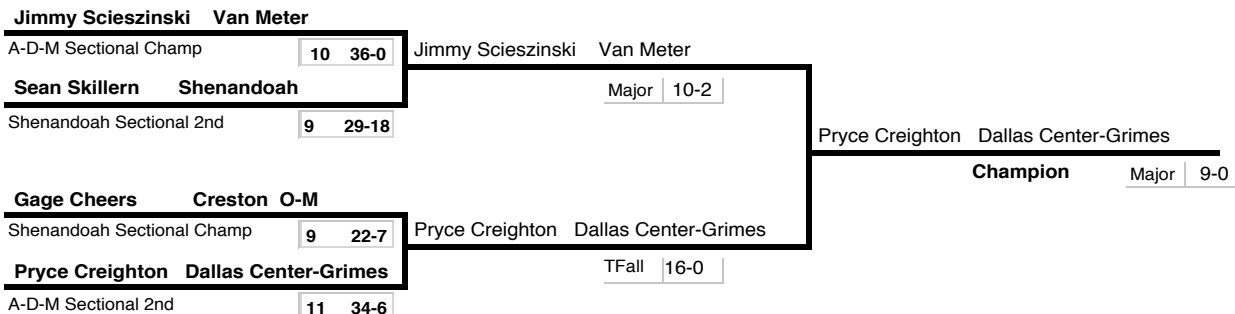 Jimmy Scieszinski Van Meter
A-D-M Sectional Champ 10 36-0
Jimmy Scieszinski Van Meter
Sean Skillern Shenandoah
Major 10-2
Shenandoah Sectional 2nd 9 29-18
Pryce Creighton Dallas Center-Grimes
Champion Major 9-0
Gage Cheers Creston O-M
Shenandoah Sectional Champ 9 22-7
Pryce Creighton Dallas Center-Grimes
Pryce Creighton Dallas Center-Grimes
TFall 16-0
A-D-M Sectional 2nd 11 34-6